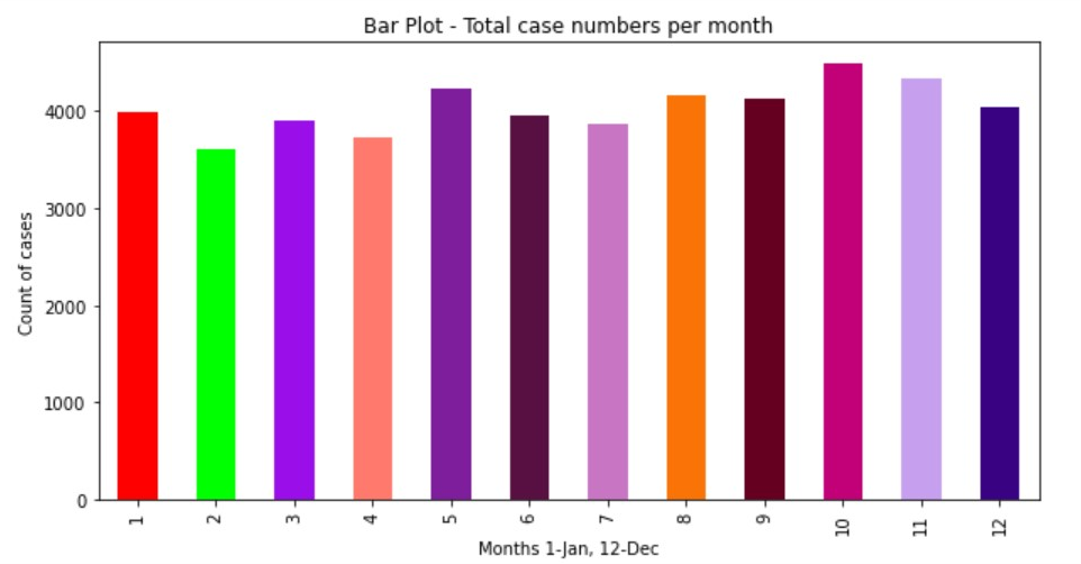 Bar Plot - Total case numbers per month
Count of cases
4000
3000
2000
1000
0
1 2 3 4 5 6 7 8 9 10 11 12
Months 1-Jan, 12-Dec